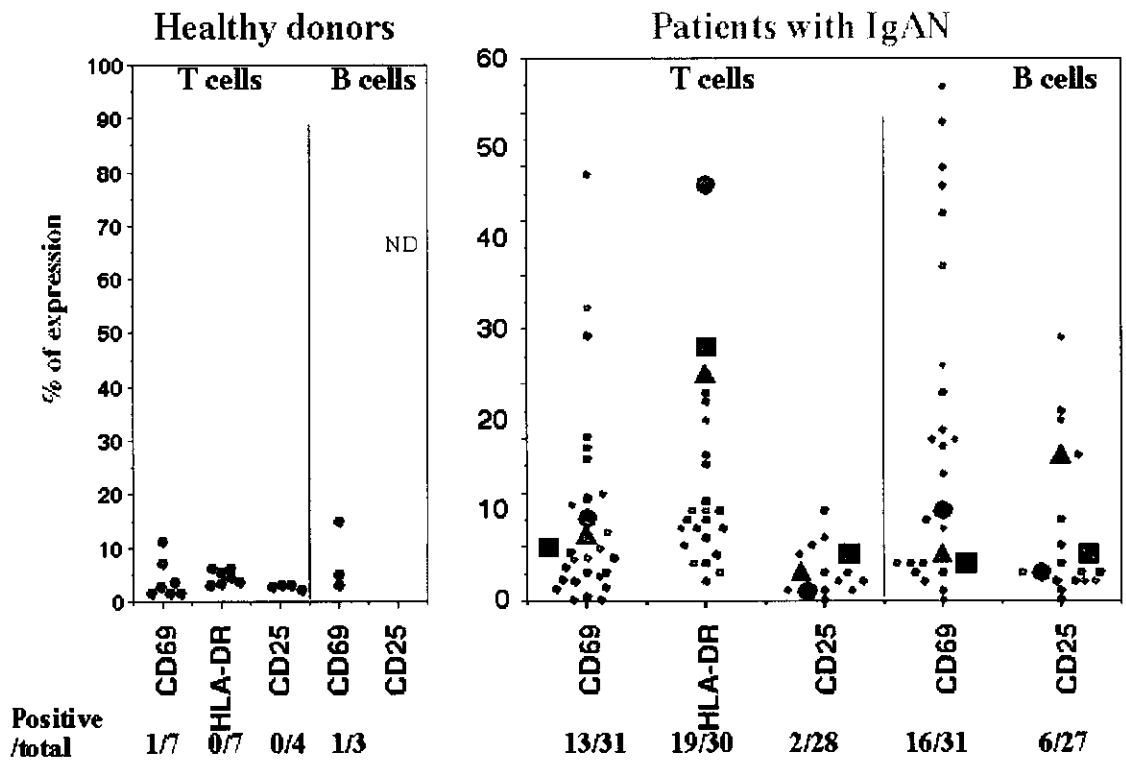 Healthy donors
Patients with IgAN
T cells
B cells
T cells
B cells
% of expression
100
90
80
70
60
50
40
30
20
10
0
ND
60
50
40
30
20
10
0
CD69
HLA-DR
CD25
CD69
CD25
CD69
HLA-DR
CD25
CD69
CD25
Positive
/total
1/7
0/7
0/4
1/3
13/31
19/30
2/28
16/31
6/27